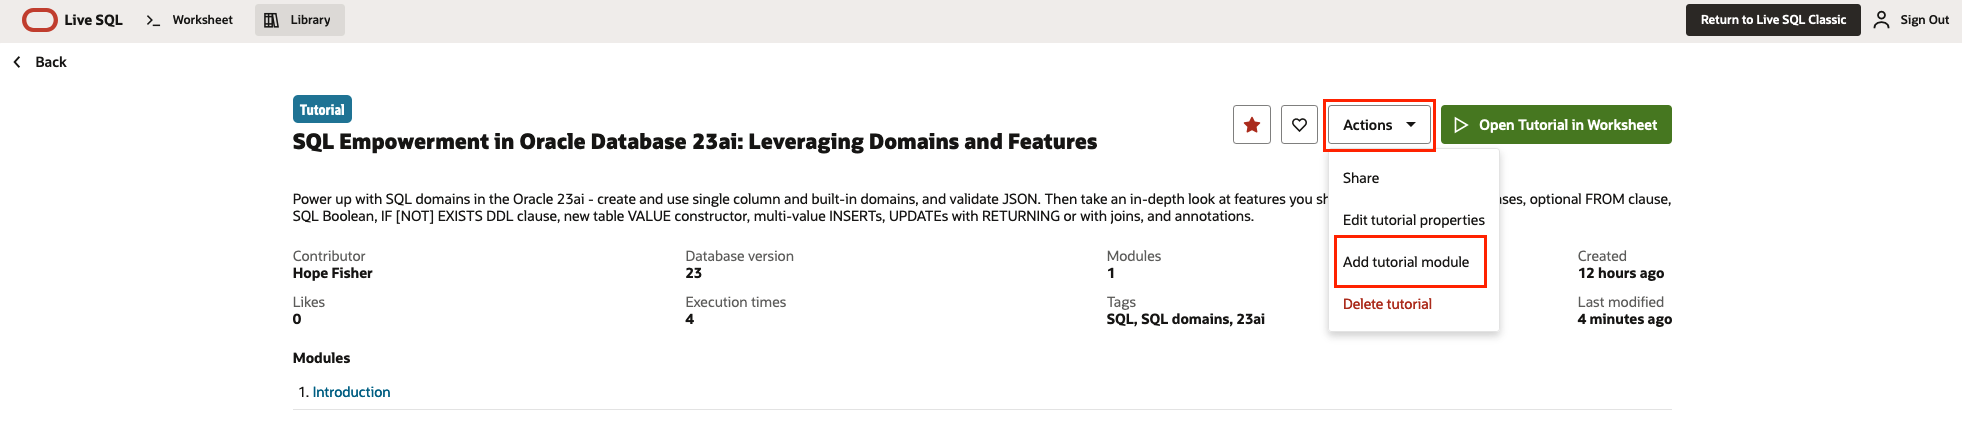 Live SQL
>_ Worksheet
Library
Return to Live SQL Classic
Sign Out
Back
Tutorial
SQL Empowerment in Oracle Database 23ai: Leveraging Domains and Features
Actions
Open Tutorial in Worksheet
Share
Edit tutorial properties
Add tutorial module
Delete tutorial
Power up with SQL domains in the Oracle 23ai - create and use single column and built-in domains, and validate JSON. Then take an in-depth look at features you sh ses, optional FROM clause,
SQL Boolean, IF [NOT] EXISTS DDL clause, new table VALUE constructor, multi-value INSERTs, UPDATEs with RETURNING or with joins, and annotations.
Contributor
Hope Fisher
Database version
23
Modules
1
Created
12 hours ago
Likes
0
Execution times
4
Tags
SQL, SQL domains, 23ai
Last modified
4 minutes ago
Modules
1. Introduction